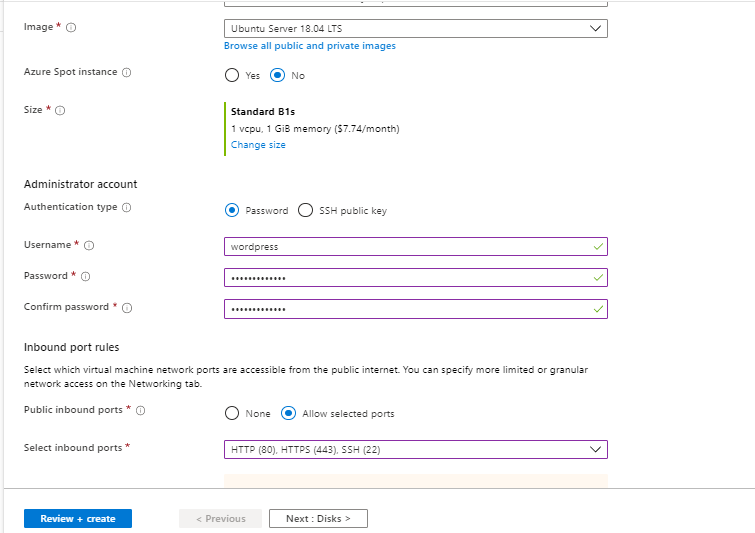 Image *
Ubuntu Server 18.04 LTS
Browse all public and private images
Azure Spot instance
Yes No
Size *
Standard B1s
1 vcpu, 1 GiB memory ($7.74/month)
Change size
Administrator account
Authentication type
Password SSH public key
Username *
wordpress
Password *
•••••••••••••
Confirm password *
•••••••••••••
Inbound port rules
Select which virtual machine network ports are accessible from the public internet. You can specify more limited or granular
network access on the Networking tab.
Public inbound ports *
None Allow selected ports
Select inbound ports *
HTTP (80), HTTPS (443), SSH (22)
Review + create < Previous Next : Disks >